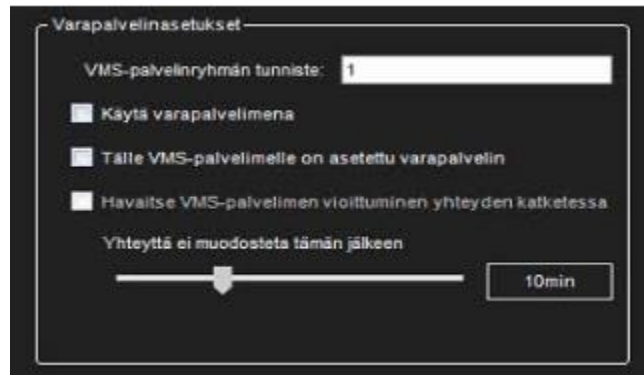 Varapalvelinasetukset
VMS-palvelinryhmän tunniste: 1
Käytä varapalvelimena
Tälle VMS-palvelimelle on asetettu varapalvelin
Havaitse VMS-palvelimen vioittuminen yhteyden katketessa
Yhteyttä ei muodosteta tämän jälkeen
10min